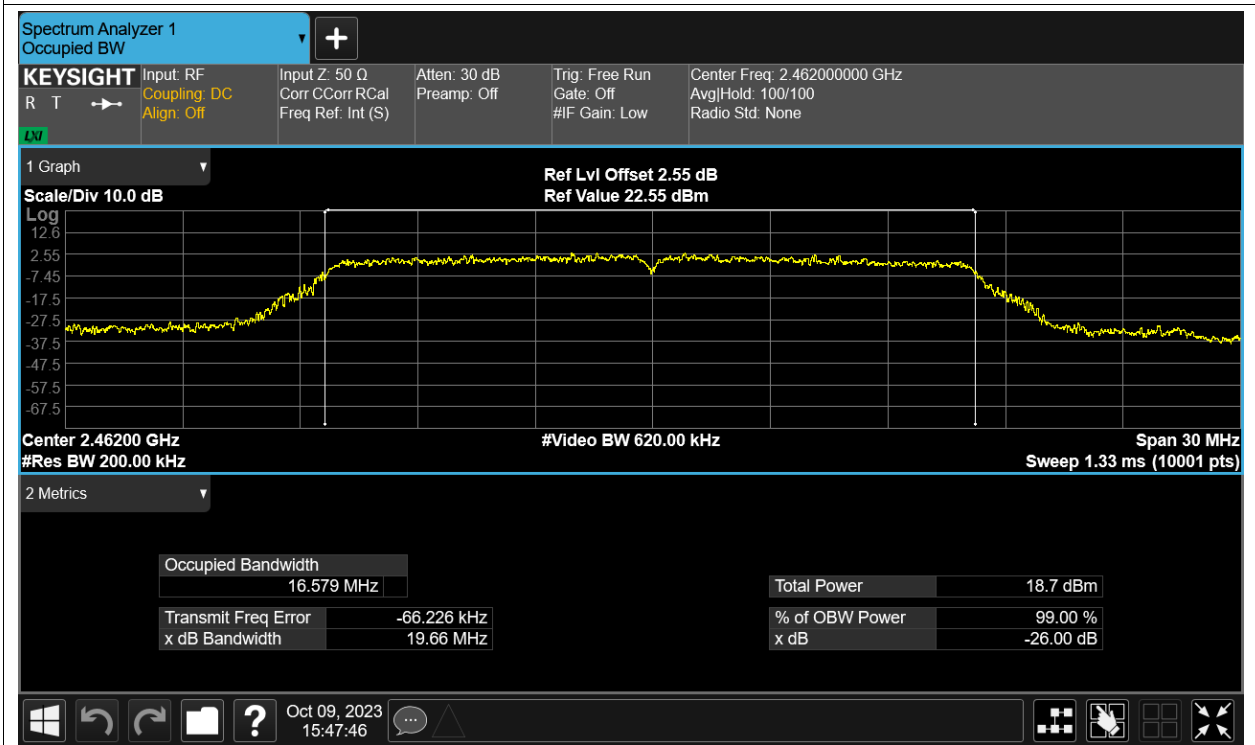 Spectrum Analyzer 1
Occupied BW
KEYSIGHT
R T
LXI
Input: RF
Coupling: DC
Align: Off
Input Z: 50 Ω
Corr CCorr RCal
Freq Ref: Int (S)
Atten: 30 dB
Preamp: Off
Trig: Free Run
Gate: Off
#IF Gain: Low
Center Freq: 2.462000000 GHz
Avg|Hold: 100/100
Radio Std: None
1 Graph
Scale/Div 10.0 dB
Ref Lvl Offset 2.55 dB
Ref Value 22.55 dBm
Log
12.6
2.55
-7.45
-17.5
-27.5
-37.5
-47.5
-57.5
-67.5
Center 2.46200 GHz
#Res BW 200.00 kHz
#Video BW 620.00 kHz
Span 30 MHz
Sweep 1.33 ms (10001 pts)
2 Metrics
Occupied Bandwidth
16.579 MHz
Transmit Freq Error -66.226 kHz
x dB Bandwidth 19.66 MHz
Total Power 18.7 dBm
% of OBW Power 99.00 %
x dB -26.00 dB
?
Oct 09, 2023
15:47:46